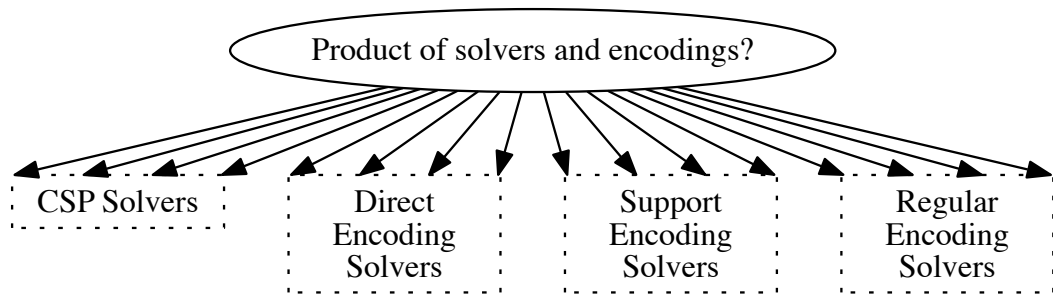 Product of solvers and encodings?
CSP Solvers
Direct
Encoding
Solvers
Support
Encoding
Solvers
Regular
Encoding
Solvers